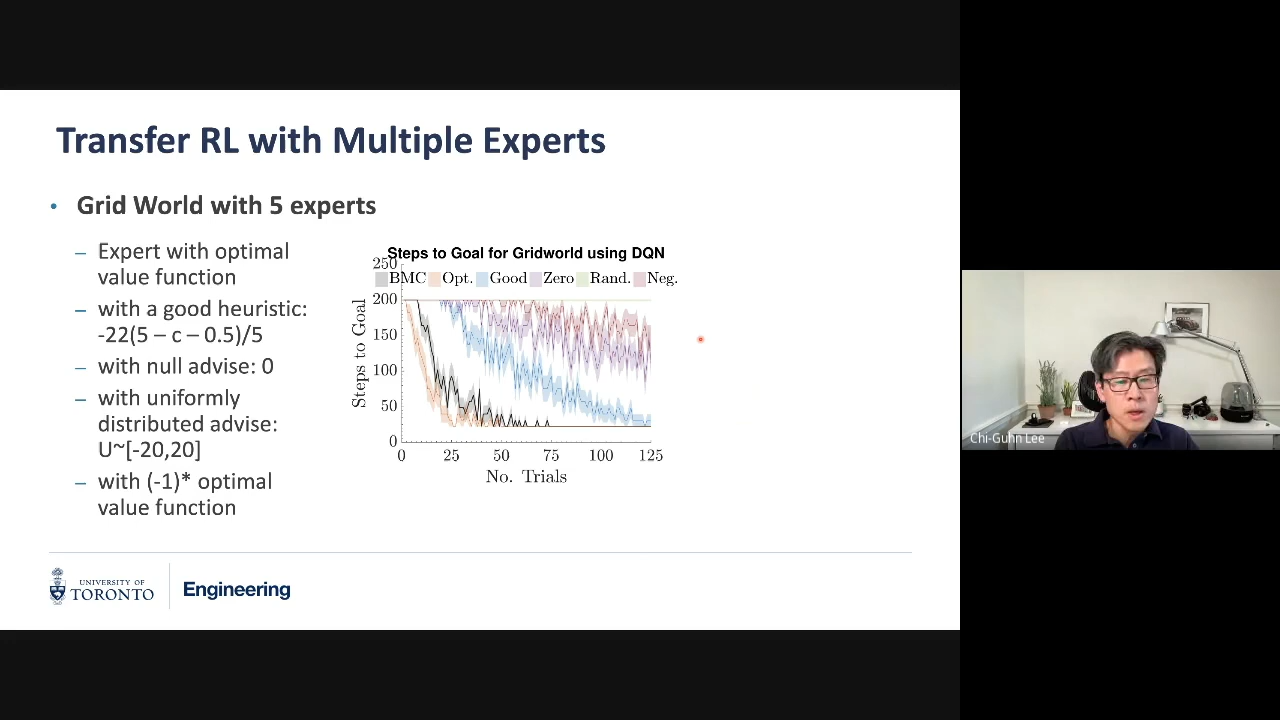 Transfer RL with Multiple Experts
• Grid World with 5 experts
– Expert with optimal
value function
– with a good heuristic:
-22(5 – c – 0.5)/5
– with null advise: 0
– with uniformly
distributed advise:
U~[-20,20]
– with (-1)* optimal
value function
Steps to Goal for Gridworld using DQN
BMC Opt. Good Zero Rand. Neg.
Steps to Goal
250
200
150
100
50
0
0 25 50 75 100 125
No. Trials
UNIVERSITY OF
TORONTO
Engineering
Chi-Guhn Lee